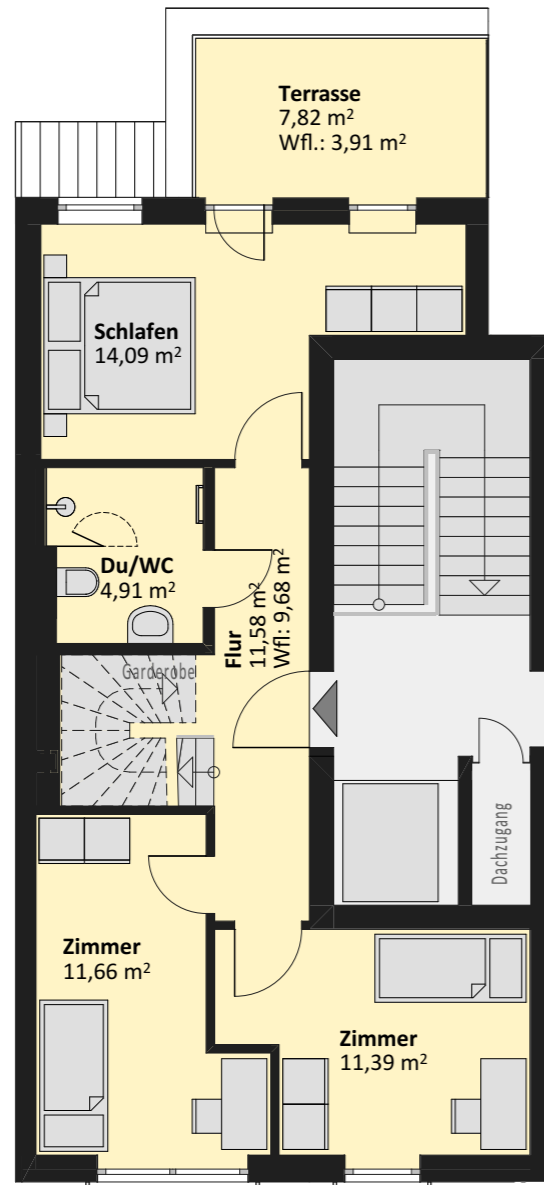 Terrasse
7,82 m²
Wfl.: 3,91 m²
Schlafen
14,09 m²
Du/WC
4,91 m²
Flur
11,58 m²
Wfl: 9,68 m²
Garderobe
Dachzugang
Zimmer
11,66 m²
Zimmer
11,39 m²